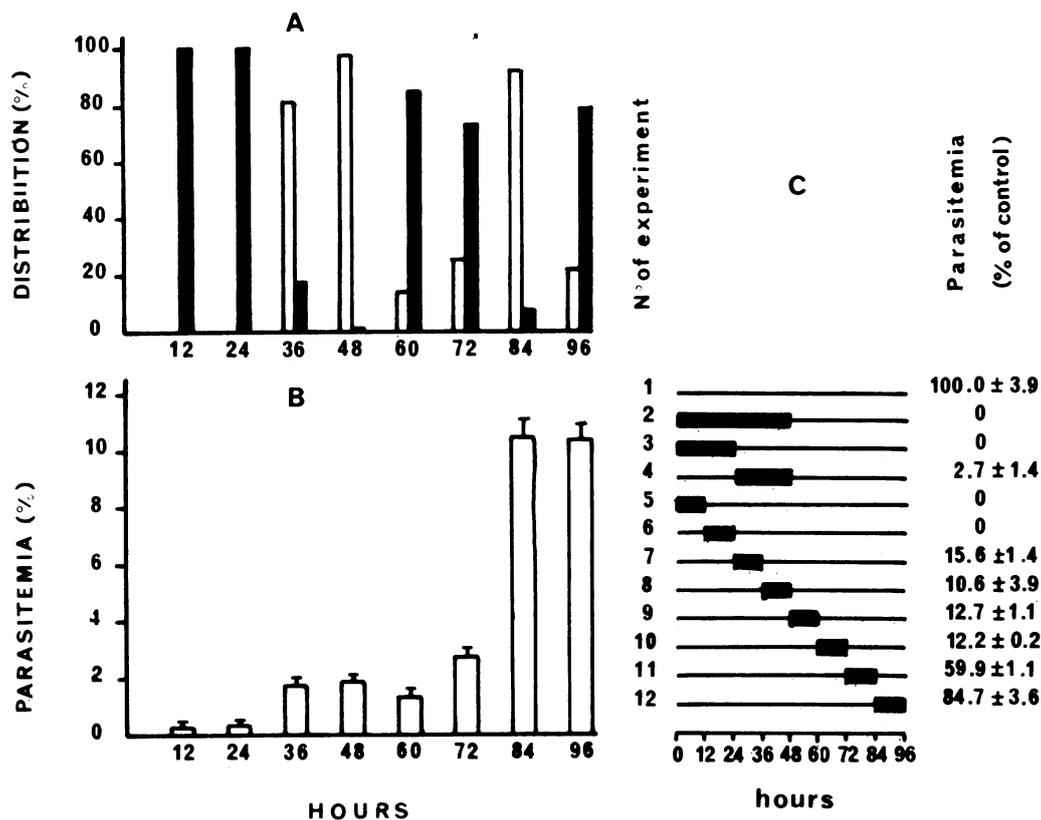 A
DISTRIBUTION (%)
100
80
60
40
20
0
12 24 36 48 60 72 84 96
B
PARASITEMIA (%)
12
10
8
6
4
2
0
12 24 36 48 60 72 84 96
HOURS
C
N° of experiment
Parasitemia
(% of control)
1 100.0 ± 3.9
2 0
3 0
4 2.7 ± 1.4
5 0
6 0
7 15.6 ± 1.4
8 10.6 ± 3.9
9 12.7 ± 1.1
10 12.2 ± 0.2
11 59.9 ± 1.1
12 84.7 ± 3.6
0 12 24 36 48 60 72 84 96
hours